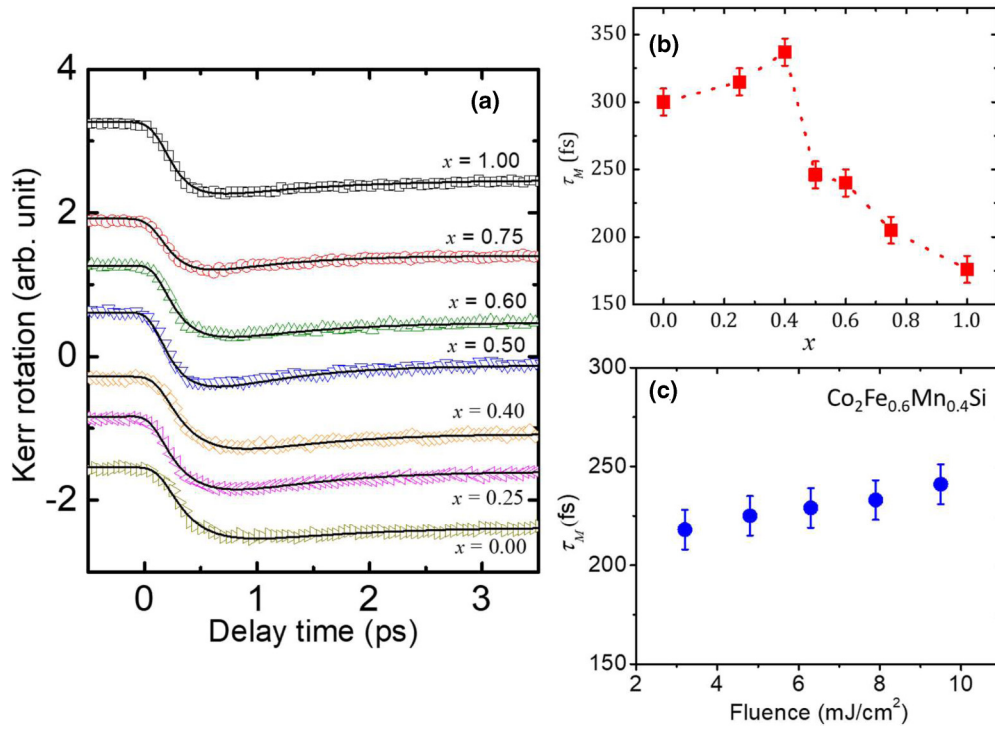 (a)
4
2
0
-2
Kerr rotation (arb. unit)
x = 1.00
x = 0.75
x = 0.60
x = 0.50
x = 0.40
x = 0.25
x = 0.00
0 1 2 3
Delay time (ps)
(b)
350
300
250
200
150
τM (fs)
0.0 0.2 0.4 0.6 0.8 1.0
x
(c)
Co₂Fe₀.₆Mn₀.₄Si
300
250
200
150
τM (fs)
2 4 6 8 10
Fluence (mJ/cm²)